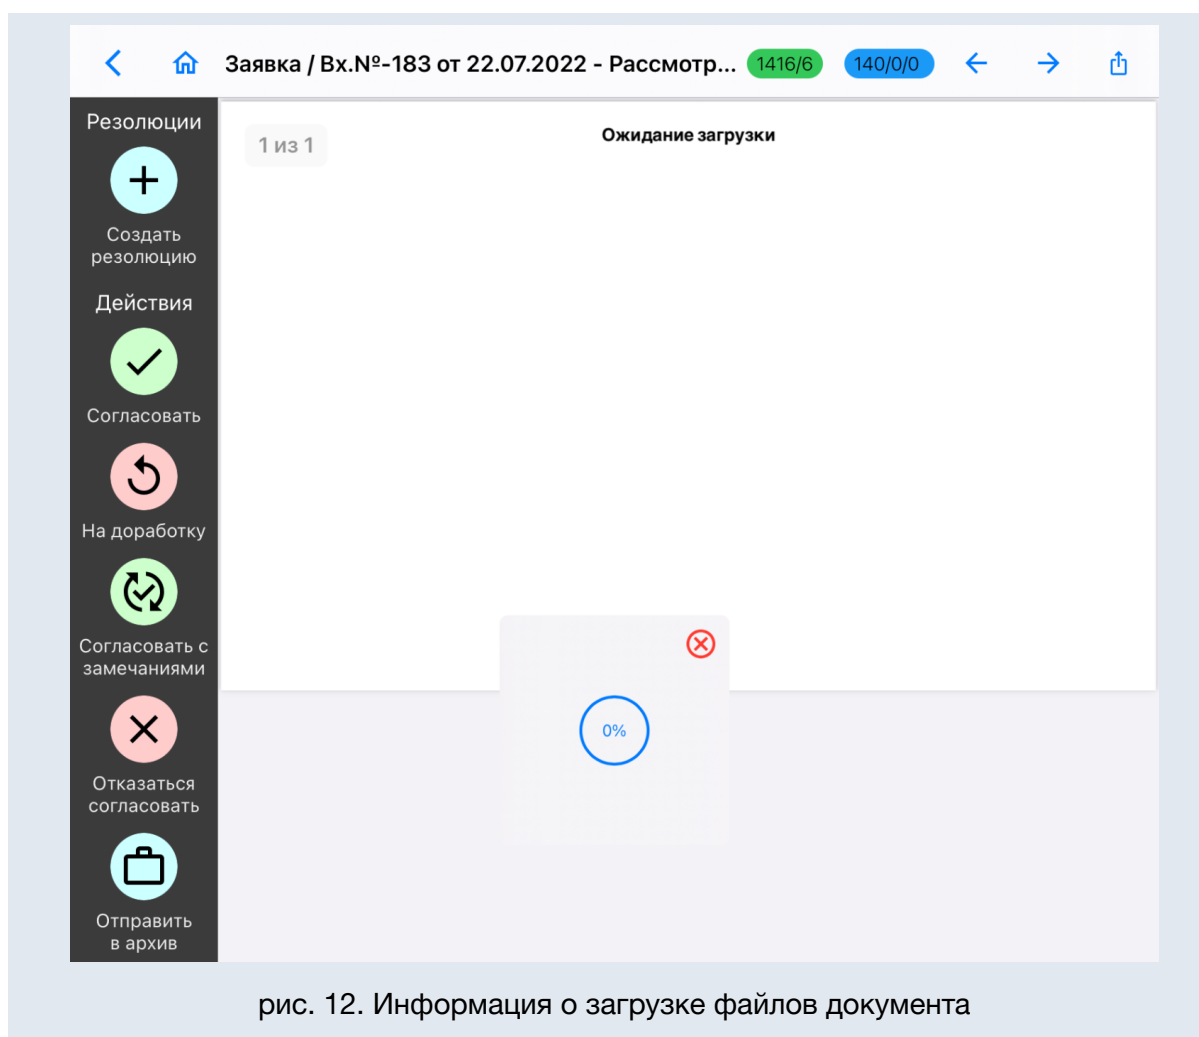 Заявка / Вх.№-183 от 22.07.2022 - Рассмотр... 1416/6 140/0/0
Резолюции
Создать
резолюцию
Действия
Согласовать
На доработку
Согласовать с
замечаниями
Отказаться
согласовать
Отправить
в архив
1 из 1
Ожидание загрузки
0%
рис. 12. Информация о загрузке файлов документа